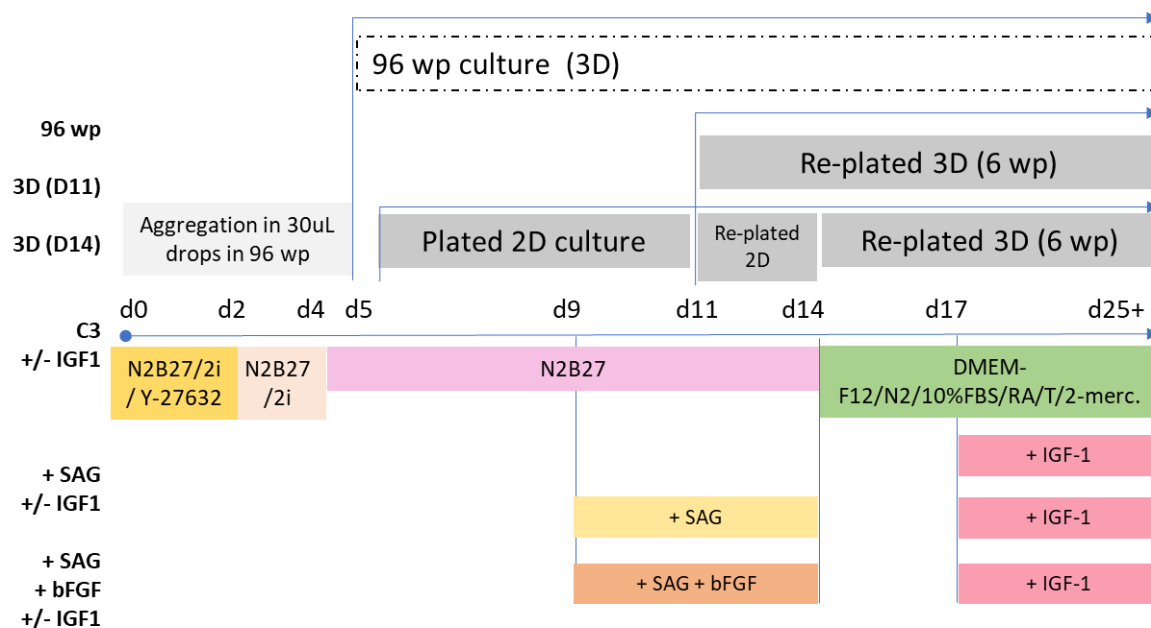 96 wp culture (3D)
96 wp
Re-plated 3D (6 wp)
3D (D11)
Aggregation in 30uL
drops in 96 wp
3D (D14)
Plated 2D culture
Re-plated
2D
Re-plated 3D (6 wp)
d0 d2 d4 d5 d9 d11 d14 d17 d25+
C3
+/- IGF1
N2B27/2i
/ Y-27632
N2B27
/2i
N2B27
DMEM-
F12/N2/10%FBS/RA/T/2-merc.
+ IGF-1
+ SAG
+/- IGF1
+ SAG
+ IGF-1
+ SAG
+ bFGF
+/- IGF1
+ SAG + bFGF
+ IGF-1